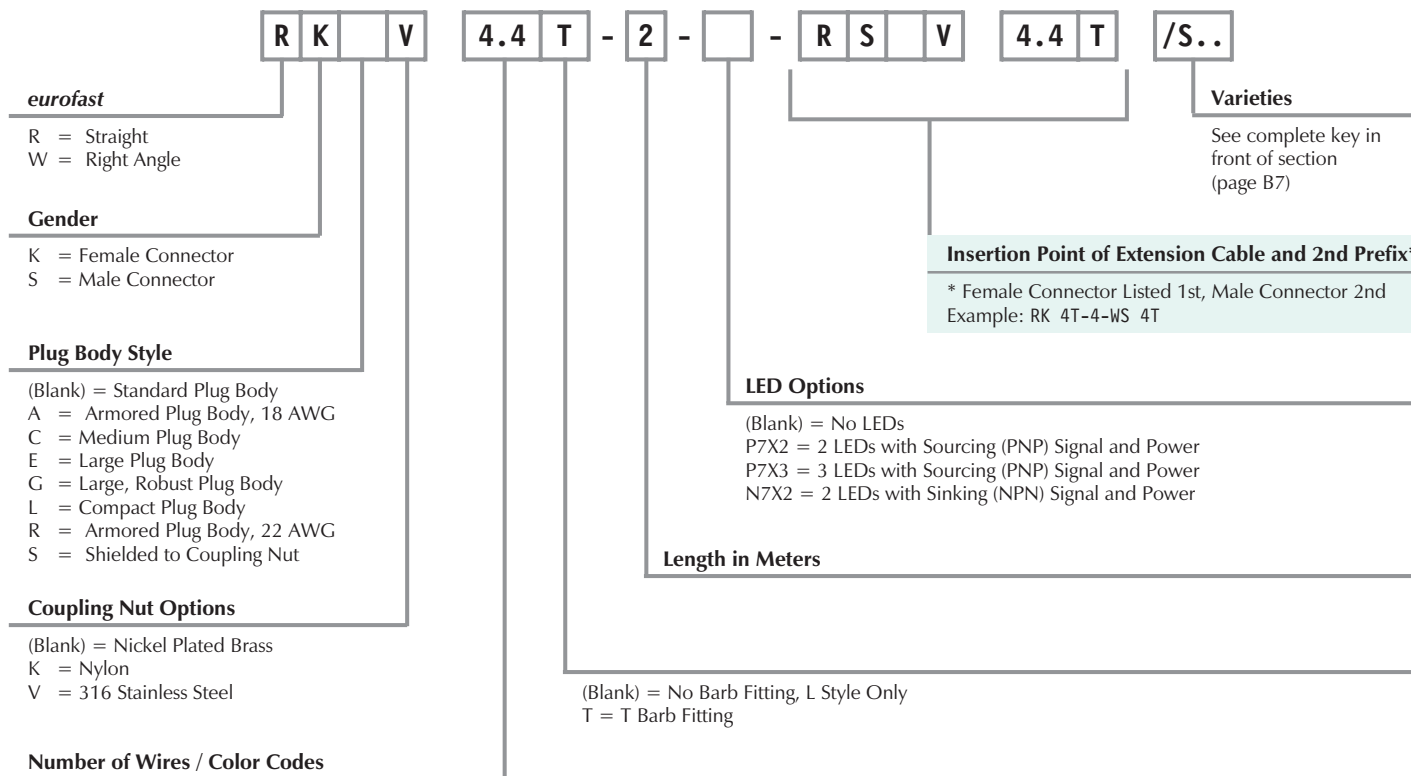 R K V 4.4 T - 2 - - R S V 4.4 T /S..
eurofast
R = Straight
W = Right Angle
Gender
K = Female Connector
S = Male Connector
Plug Body Style
(Blank) = Standard Plug Body
A = Armored Plug Body, 18 AWG
C = Medium Plug Body
E = Large Plug Body
G = Large, Robust Plug Body
L = Compact Plug Body
R = Armored Plug Body, 22 AWG
S = Shielded to Coupling Nut
Coupling Nut Options
(Blank) = Nickel Plated Brass
K = Nylon
V = 316 Stainless Steel
Number of Wires / Color Codes
Varieties
See complete key in
front of section
(page B7)
Insertion Point of Extension Cable and 2nd Prefix*
* Female Connector Listed 1st, Male Connector 2nd
Example: RK 4T-4-WS 4T
LED Options
(Blank) = No LEDs
P7X2 = 2 LEDs with Sourcing (PNP) Signal and Power
P7X3 = 3 LEDs with Sourcing (PNP) Signal and Power
N7X2 = 2 LEDs with Sinking (NPN) Signal and Power
Length in Meters
(Blank) = No Barb Fitting, L Style Only
T = T Barb Fitting